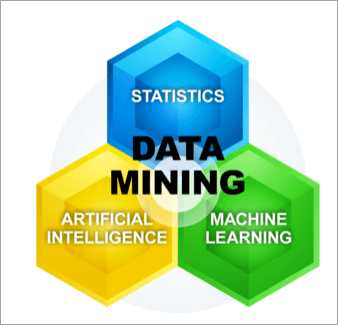 STATISTICS
DATA
MINING
ARTIFICIAL
INTELLIGENCE
MACHINE
LEARNING